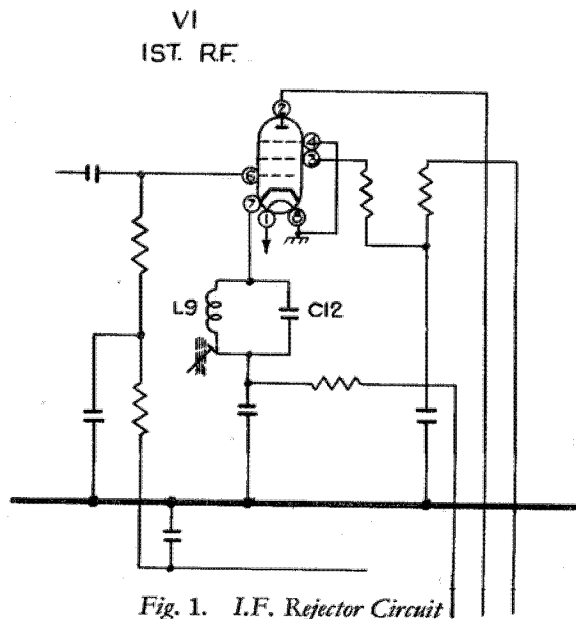 V1
1ST. R.F.
2
4
3
6
7
1
8
L9
C12
Fig. 1. I.F. Rejector Circuit